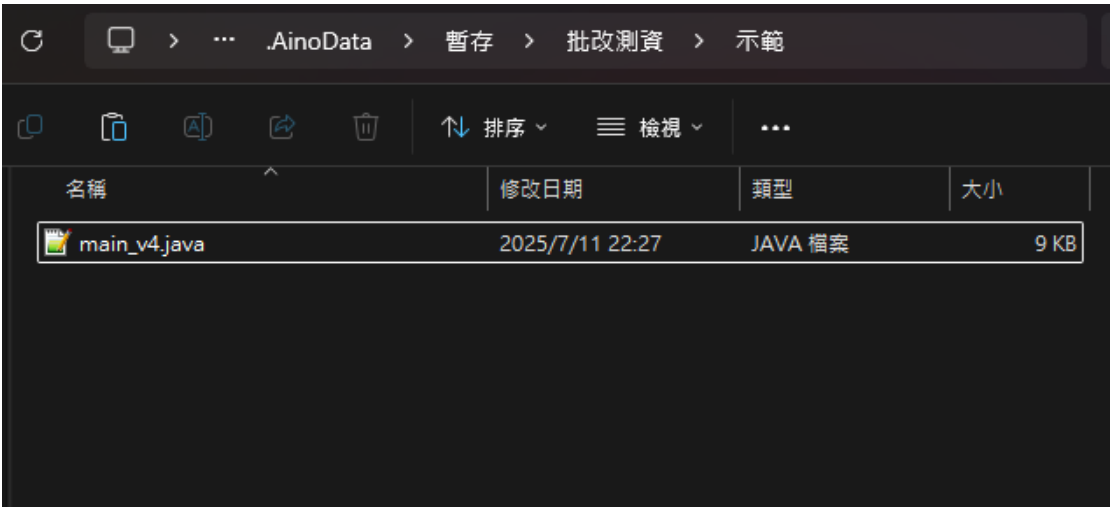 … .AinoData > 暫存 > 批改測資 > 示範
排序 檢視 …
名稱 修改日期 類型 大小
main_v4.java 2025/7/11 22:27 JAVA 檔案 9 KB